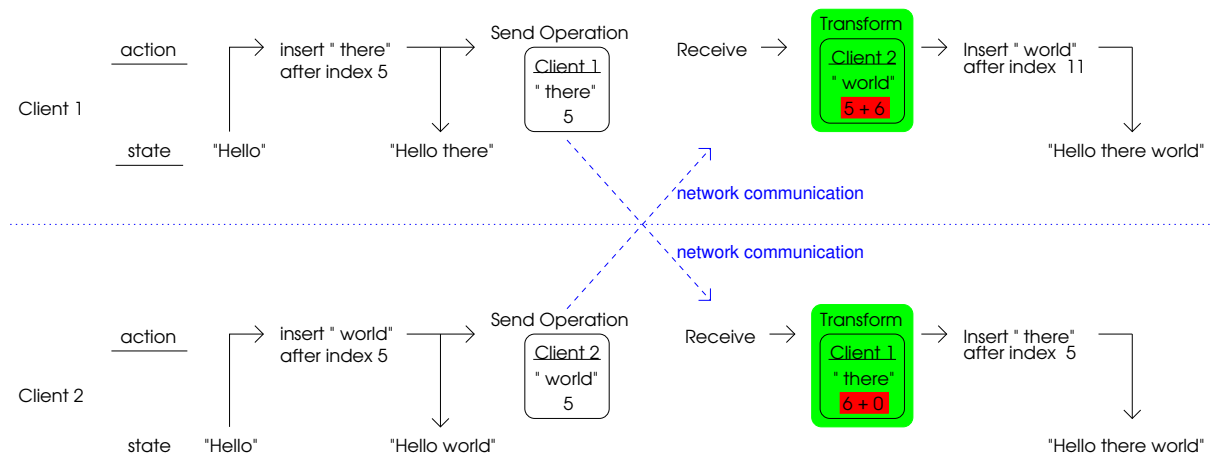 action
insert " there"
after index 5
Send Operation
Client 1
" there"
5
Receive
Transform
Client 2
" world"
5 + 6
Insert " world"
after index 11
Client 1
state
"Hello"
"Hello there"
"Hello there world"
network communication
network communication
action
insert " world"
after index 5
Send Operation
Client 2
" world"
5
Receive
Transform
Client 1
" there"
6 + 0
Insert " there"
after index 5
Client 2
state
"Hello"
"Hello world"
"Hello there world"